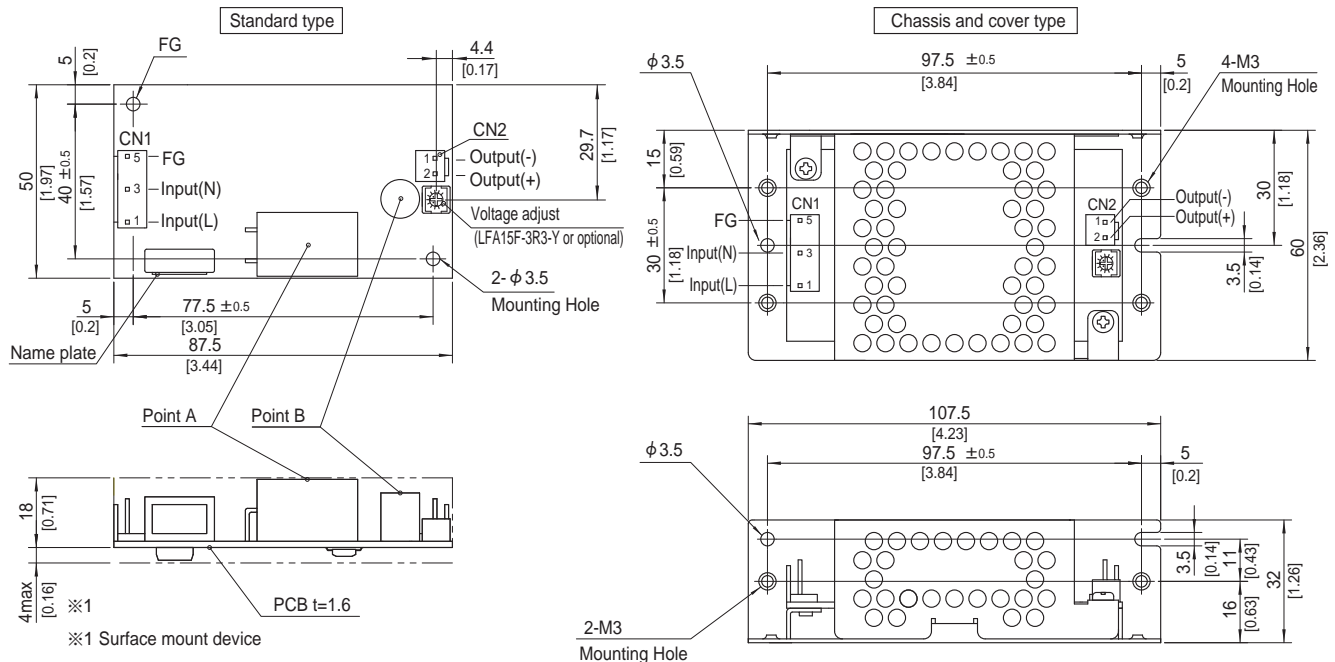 Standard type
FG
5
[0.2]
4.4
[0.17]
50
[1.97]
40 ±0.5
[1.57]
CN1
5
FG
3
Input(N)
1
Input(L)
CN2
1
Output(-)
2
Output(+)
29.7
[1.17]
Voltage adjust
(LFA15F-3R3-Y or optional)
2- φ 3.5
Mounting Hole
5
[0.2]
77.5 ±0.5
[3.05]
87.5
[3.44]
Name plate
Point A
Point B
18
[0.71]
4max
[0.16]
※1
PCB t=1.6
※1 Surface mount device
Chassis and cover type
φ 3.5
97.5 ±0.5
[3.84]
5
[0.2]
4-M3
Mounting Hole
15
[0.59]
30 ±0.5
[1.18]
FG
CN1
5
Input(N)
3
Input(L)
1
CN2
1
Output(-)
2
Output(+)
30
[1.18]
3.5
[0.14]
60
[2.36]
107.5
[4.23]
97.5 ±0.5
[3.84]
5
[0.2]
φ 3.5
3.5
[0.14]
11
[0.43]
16
[0.63]
32
[1.26]
2-M3
Mounting Hole